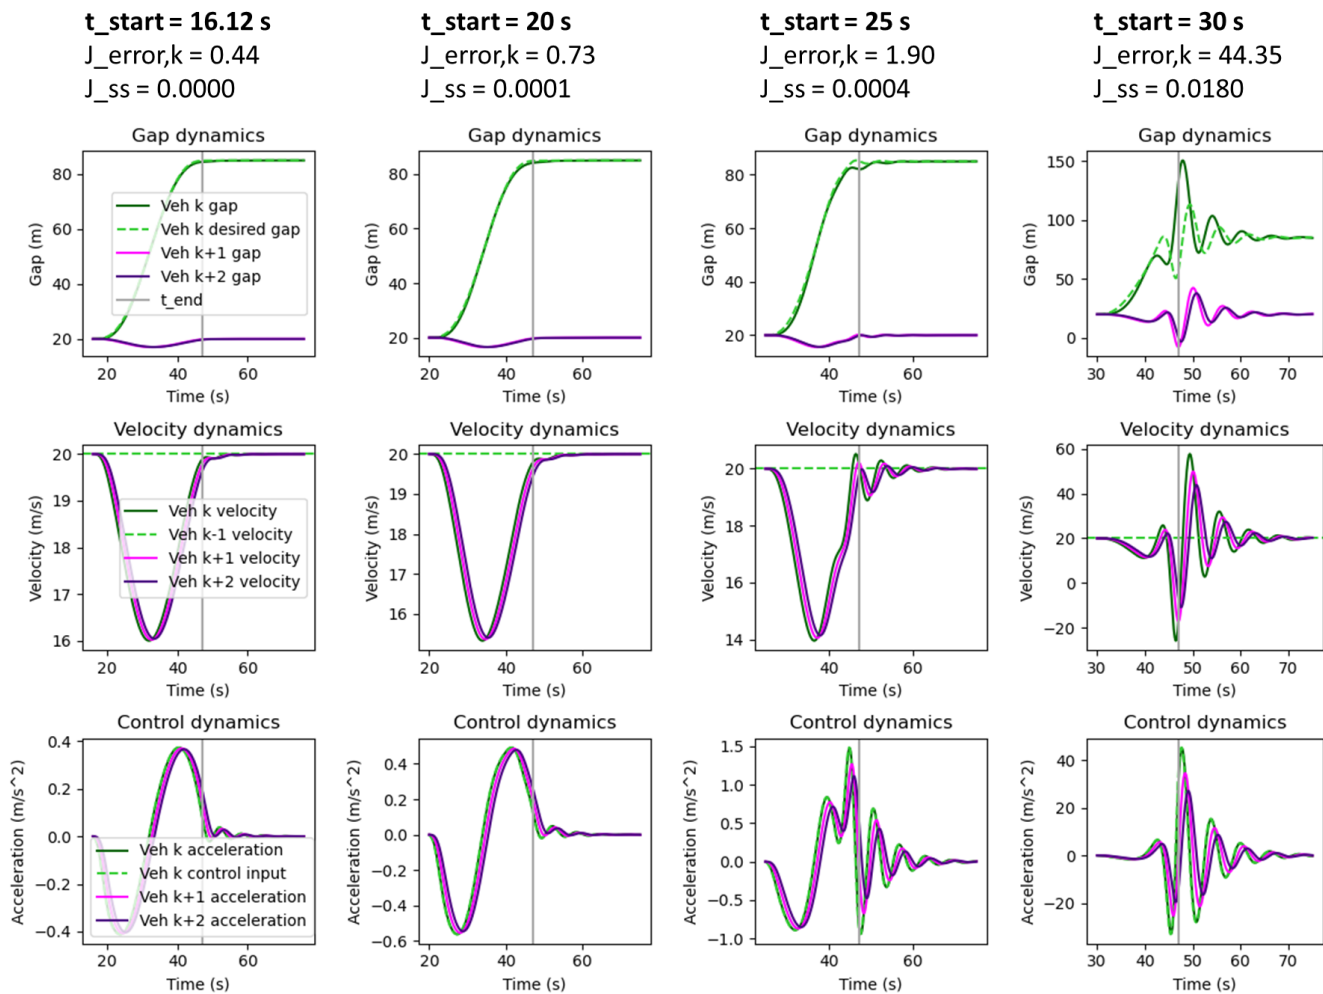 t_start = 16.12 s
J_error,k = 0.44
J_ss = 0.0000
t_start = 20 s
J_error,k = 0.73
J_ss = 0.0001
t_start = 25 s
J_error,k = 1.90
J_ss = 0.0004
t_start = 30 s
J_error,k = 44.35
J_ss = 0.0180
Gap dynamics
Gap (m)
80
60
40
20
Veh k gap
Veh k desired gap
Veh k+1 gap
Veh k+2 gap
t_end
20 40 60
Time (s)
Gap dynamics
Gap (m)
80
60
40
20
20 40 60
Time (s)
Gap dynamics
Gap (m)
80
60
40
20
40 60
Time (s)
Gap dynamics
Gap (m)
150
100
50
0
30 40 50 60 70
Time (s)
Velocity dynamics
Velocity (m/s)
20
19
18
17
16
Veh k velocity
Veh k-1 velocity
Veh k+1 velocity
Veh k+2 velocity
20 40 60
Time (s)
Velocity dynamics
Velocity (m/s)
20
19
18
17
16
20 40 60
Time (s)
Velocity dynamics
Velocity (m/s)
20
18
16
14
40 60
Time (s)
Velocity dynamics
Velocity (m/s)
60
40
20
0
−20
30 40 50 60 70
Time (s)
Control dynamics
Acceleration (m/s^2)
0.4
0.2
0.0
−0.2
−0.4
Veh k acceleration
Veh k control input
Veh k+1 acceleration
Veh k+2 acceleration
20 40 60
Time (s)
Control dynamics
Acceleration (m/s^2)
0.4
0.2
0.0
−0.2
−0.4
−0.6
20 40 60
Time (s)
Control dynamics
Acceleration (m/s^2)
1.5
1.0
0.5
0.0
−0.5
−1.0
40 60
Time (s)
Control dynamics
Acceleration (m/s^2)
40
20
0
−20
30 40 50 60 70
Time (s)